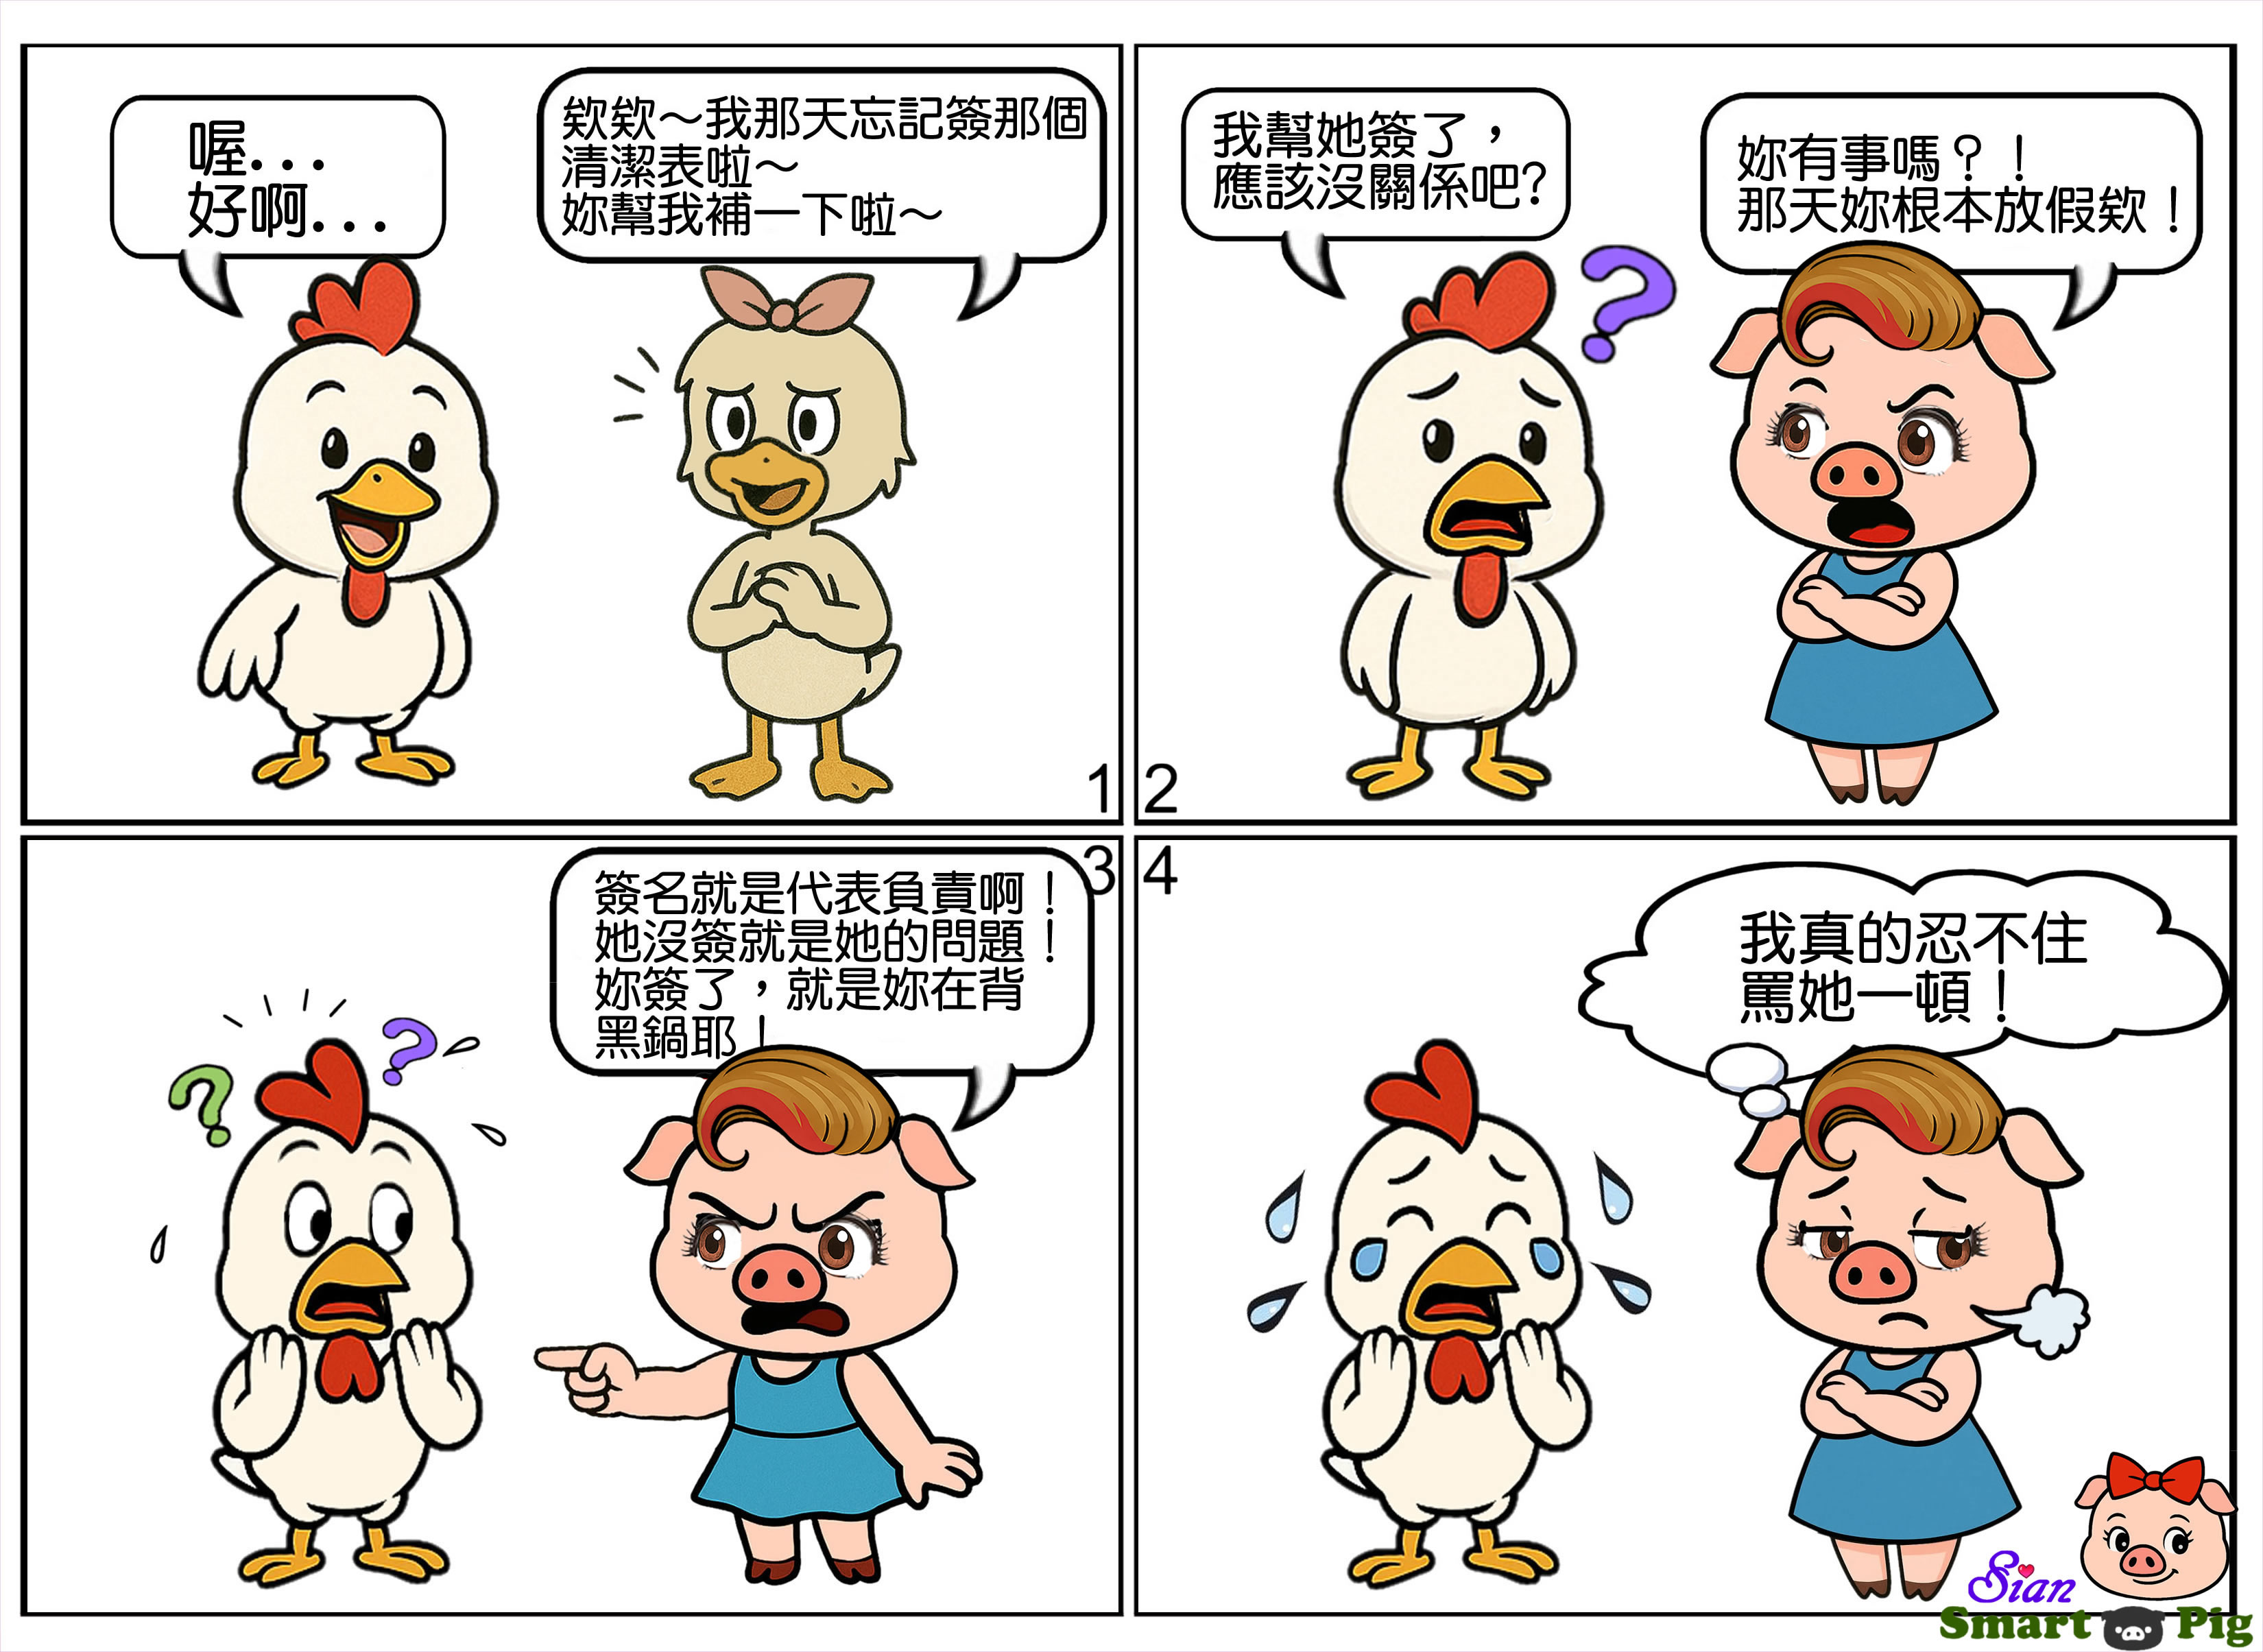 喔...
好啊...
欸欸～我那天忘記簽那個
清潔表啦～
妳幫我補一下啦～
1
我幫她簽了，
應該沒關係吧?
妳有事嗎？！
那天妳根本放假欸！
2
簽名就是代表負責啊！
她沒簽就是她的問題！
妳簽了，就是妳在背
黑鍋耶！
3
4
我真的忍不住
罵她一頓！
Sian
Smart Pig